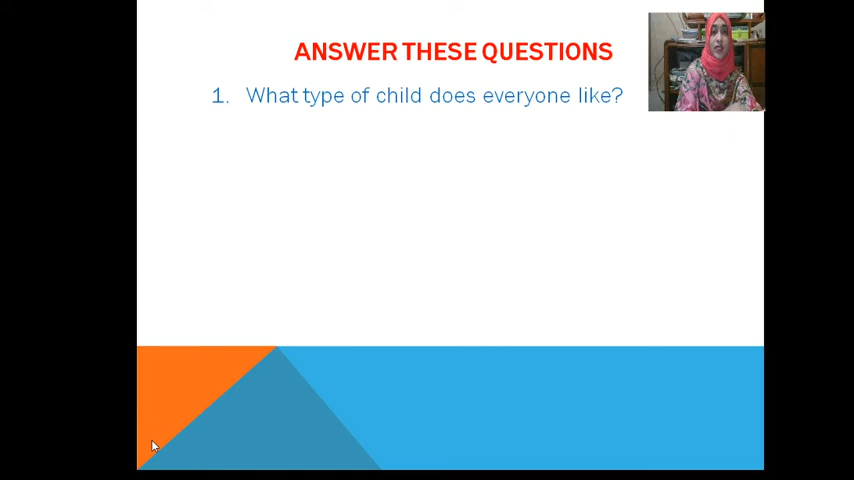 ANSWER THESE QUESTIONS
1. What type of child does everyone like?